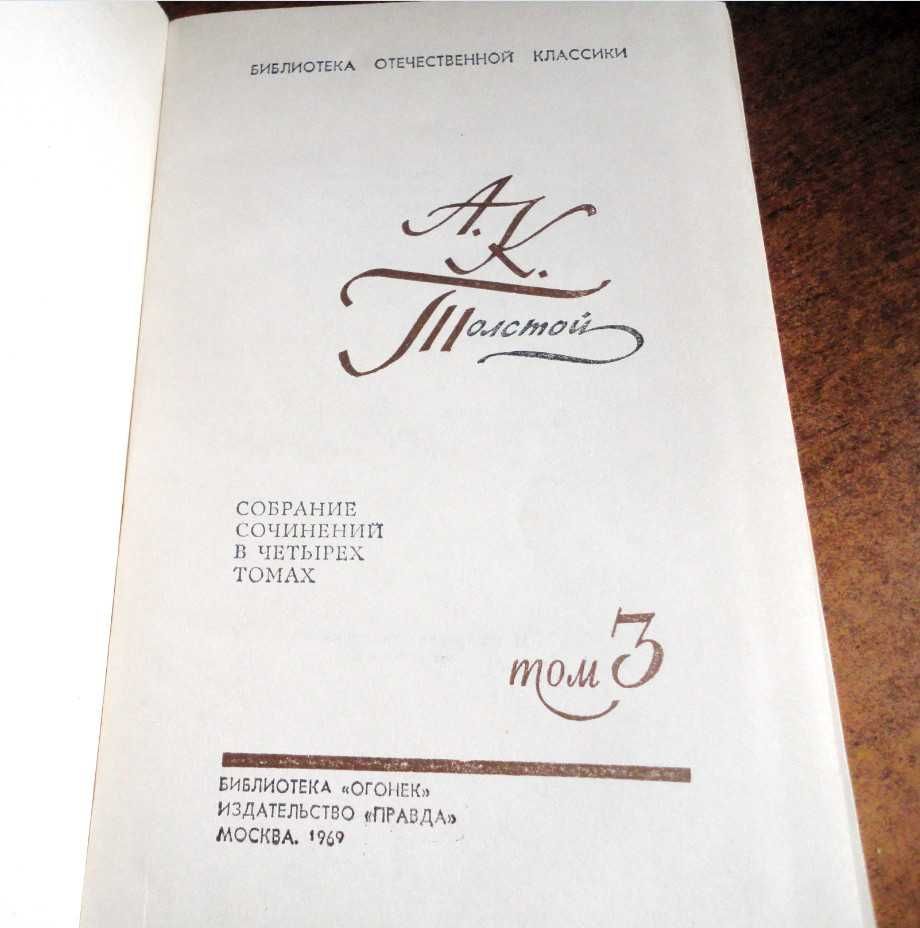 БИБЛИОТЕКА ОТЕЧЕСТВЕННОЙ КЛАССИКИ
А.К.
Толстой
СОБРАНИЕ
СОЧИНЕНИЙ
В ЧЕТЫРЕХ
ТОМАХ
том 3
БИБЛИОТЕКА «ОГОНЕК»
ИЗДАТЕЛЬСТВО «ПРАВДА»
МОСКВА. 1969